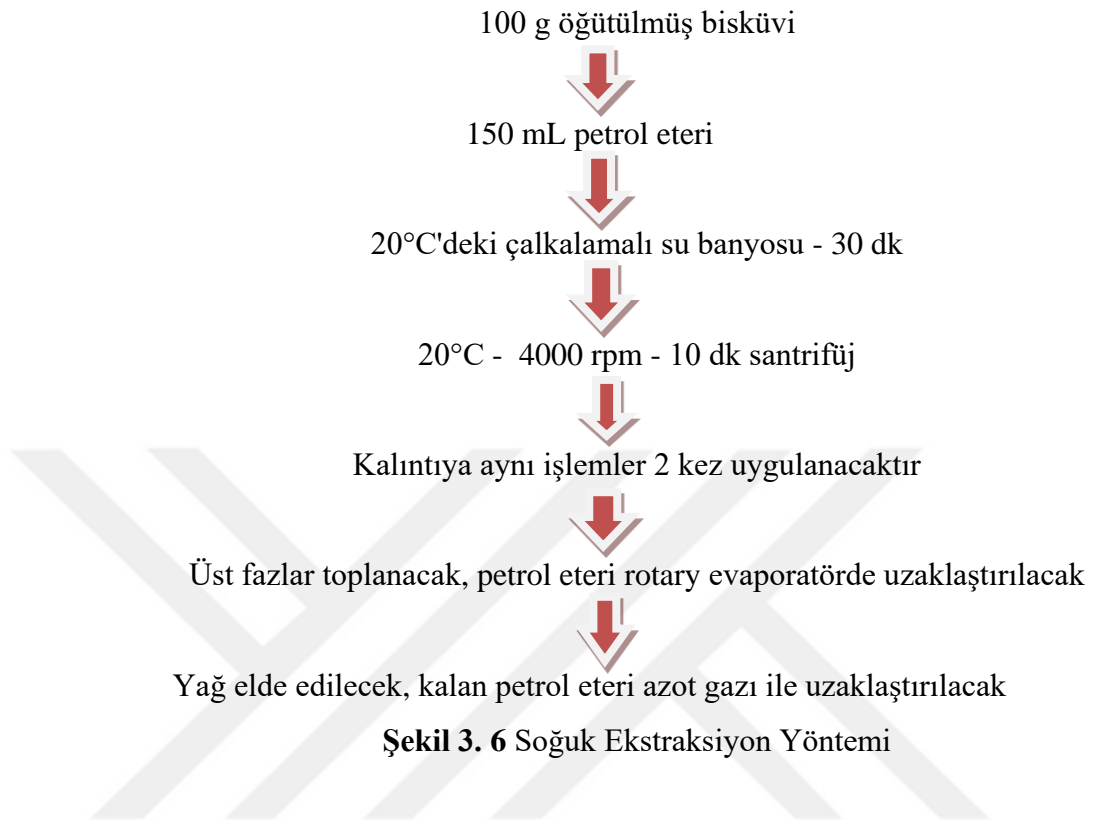 100 g öğütülmüş bisküvi
150 mL petrol eteri
20°C'deki çalkalamalı su banyosu - 30 dk
20°C - 4000 rpm - 10 dk santrifüj
Kalıntıya aynı işlemler 2 kez uygulanacaktır
Üst fazlar toplanacak, petrol eteri rotary evaporatörde uzaklaştırılacak
Yağ elde edilecek, kalan petrol eteri azot gazı ile uzaklaştırılacak
Şekil 3. 6 Soğuk Ekstraksiyon Yöntemi